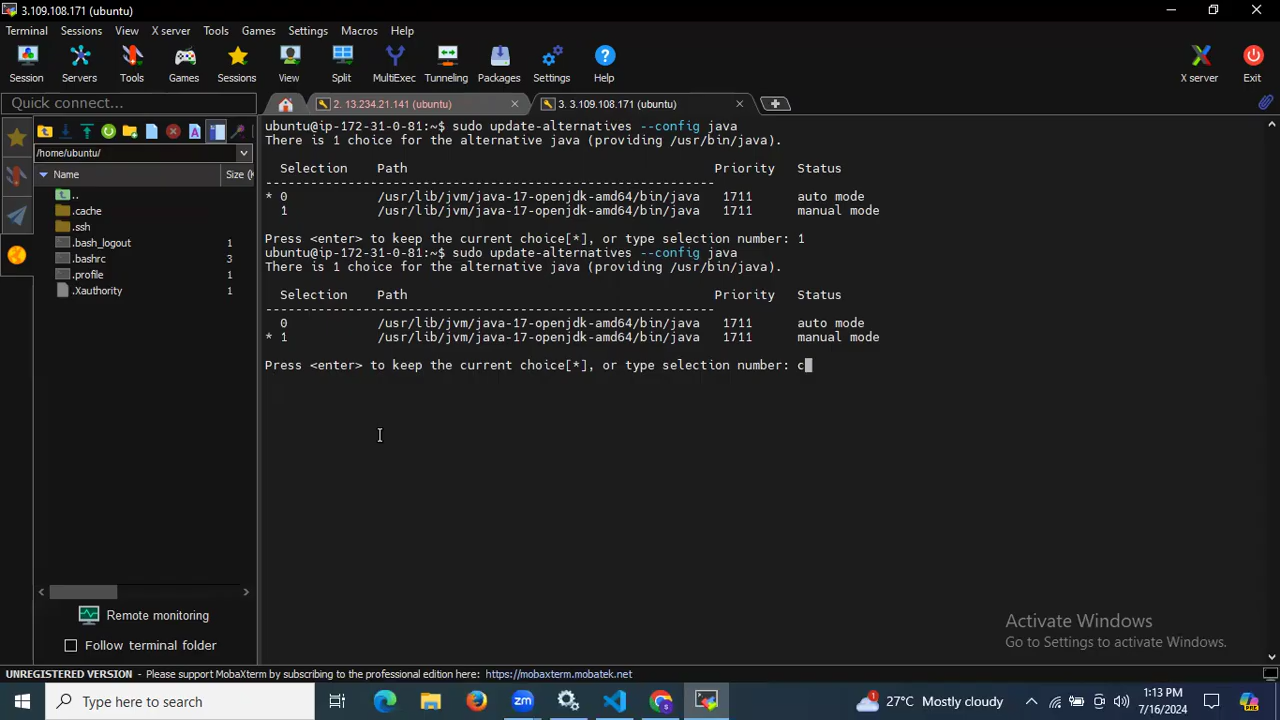 3.109.108.171 (ubuntu)
Terminal Sessions View X server Tools Games Settings Macros Help
Session Servers Tools Games Sessions View Split MultiExec Tunneling Packages Settings Help X server Exit
Quick connect...
2. 13.234.21.141 (ubuntu)
3. 3.109.108.171 (ubuntu)
/home/ubuntu/
Name Size (K
..
.cache
.ssh
.bash_logout 1
.bashrc 3
.profile 1
.Xauthority 1
ubuntu@ip-172-31-0-81:~$ sudo update-alternatives --config java
There is 1 choice for the alternative java (providing /usr/bin/java).
Selection Path Priority Status
------------------------------------------------------------
* 0 /usr/lib/jvm/java-17-openjdk-amd64/bin/java 1711 auto mode
1 /usr/lib/jvm/java-17-openjdk-amd64/bin/java 1711 manual mode
Press <enter> to keep the current choice[*], or type selection number: 1
ubuntu@ip-172-31-0-81:~$ sudo update-alternatives --config java
There is 1 choice for the alternative java (providing /usr/bin/java).
Selection Path Priority Status
------------------------------------------------------------
0 /usr/lib/jvm/java-17-openjdk-amd64/bin/java 1711 auto mode
* 1 /usr/lib/jvm/java-17-openjdk-amd64/bin/java 1711 manual mode
Press <enter> to keep the current choice[*], or type selection number: c
Remote monitoring
Follow terminal folder
Activate Windows
Go to Settings to activate Windows.
UNREGISTERED VERSION - Please support MobaXterm by subscribing to the professional edition here: https://mobaxterm.mobatek.net
Type here to search
zm
1
27°C Mostly cloudy
1:13 PM
7/16/2024
PRE